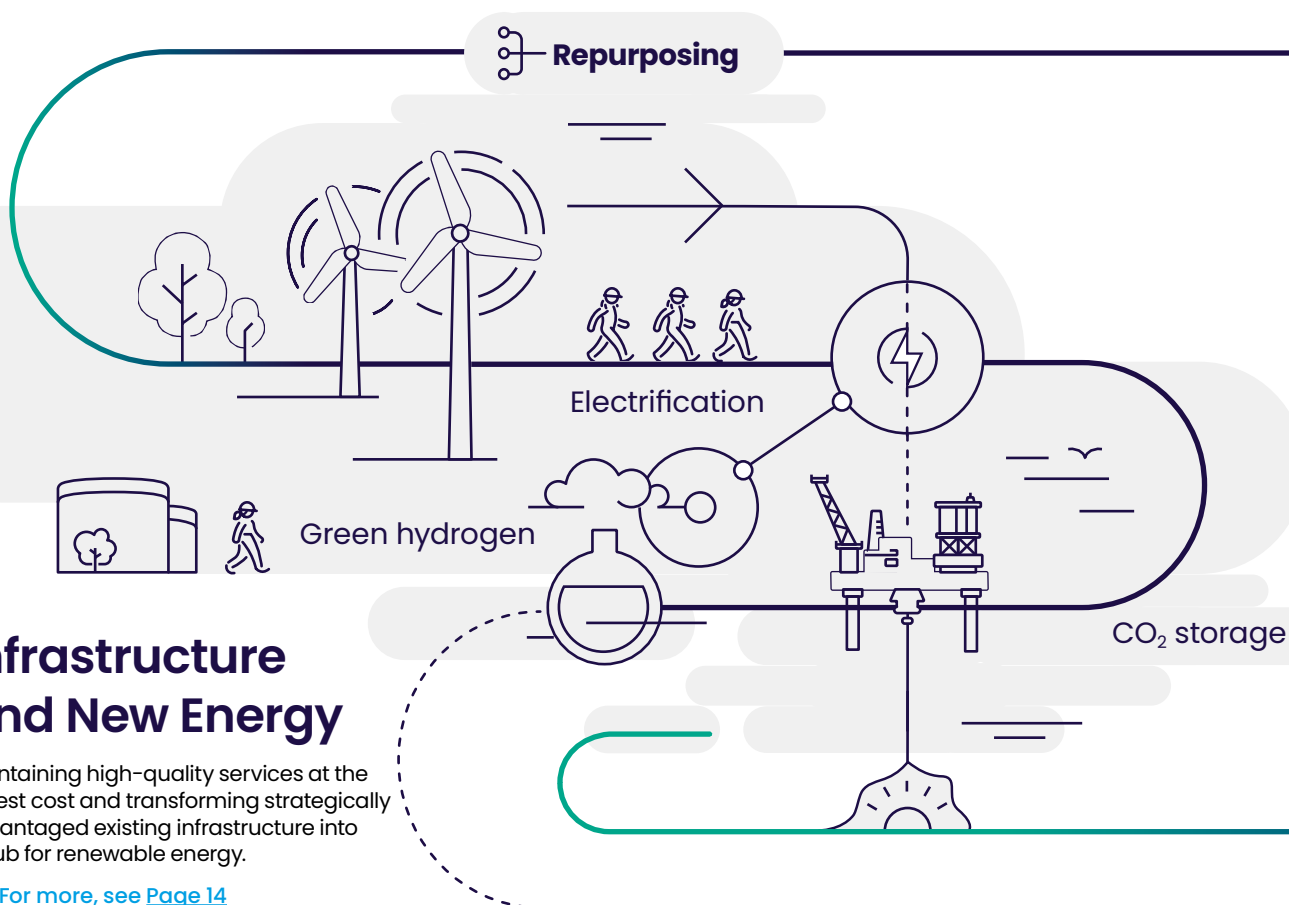 Repurposing
Electrification
Green hydrogen
CO₂ storage
nfrastructure
nd New Energy
ntaining high-quality services at the
est cost and transforming strategically
antaged existing infrastructure into
ub for renewable energy.
For more, see Page 14